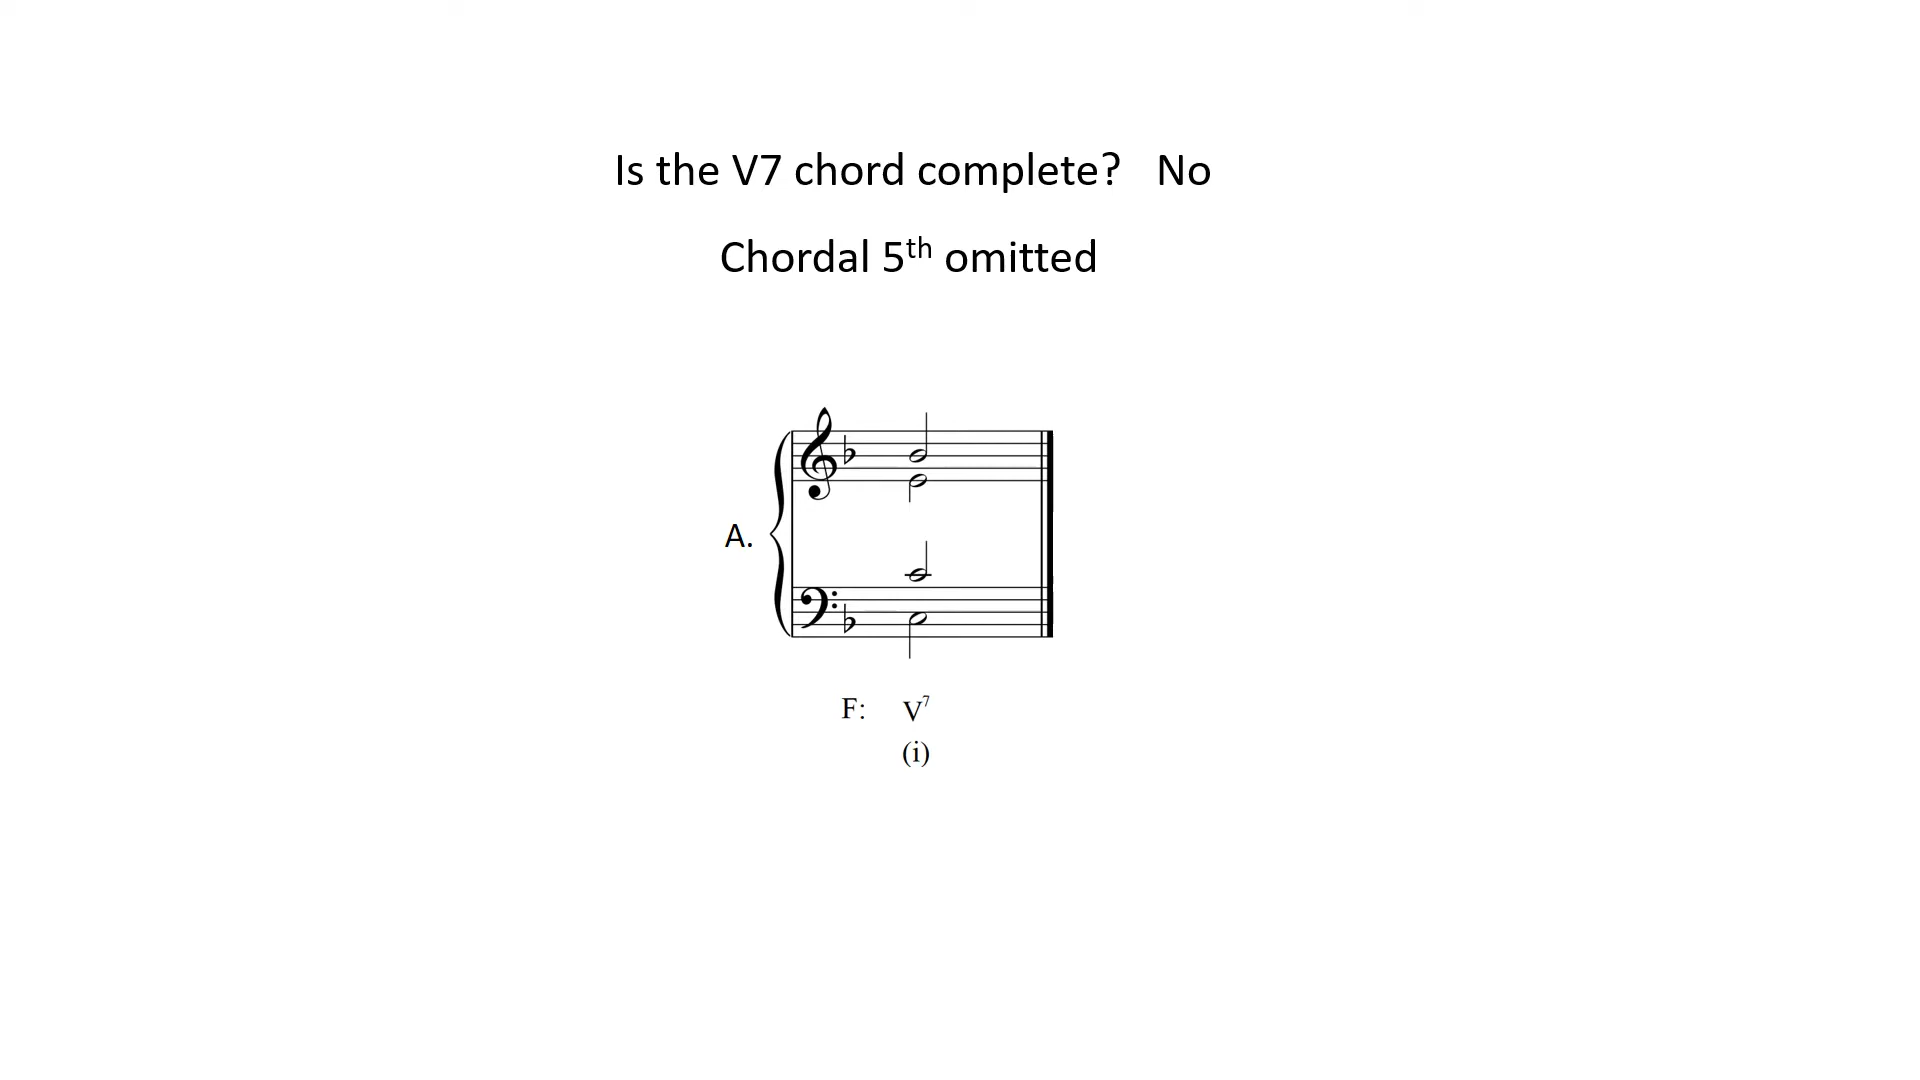 Is the V7 chord complete? No
Chordal 5th omitted
A.
F: V7
(i)